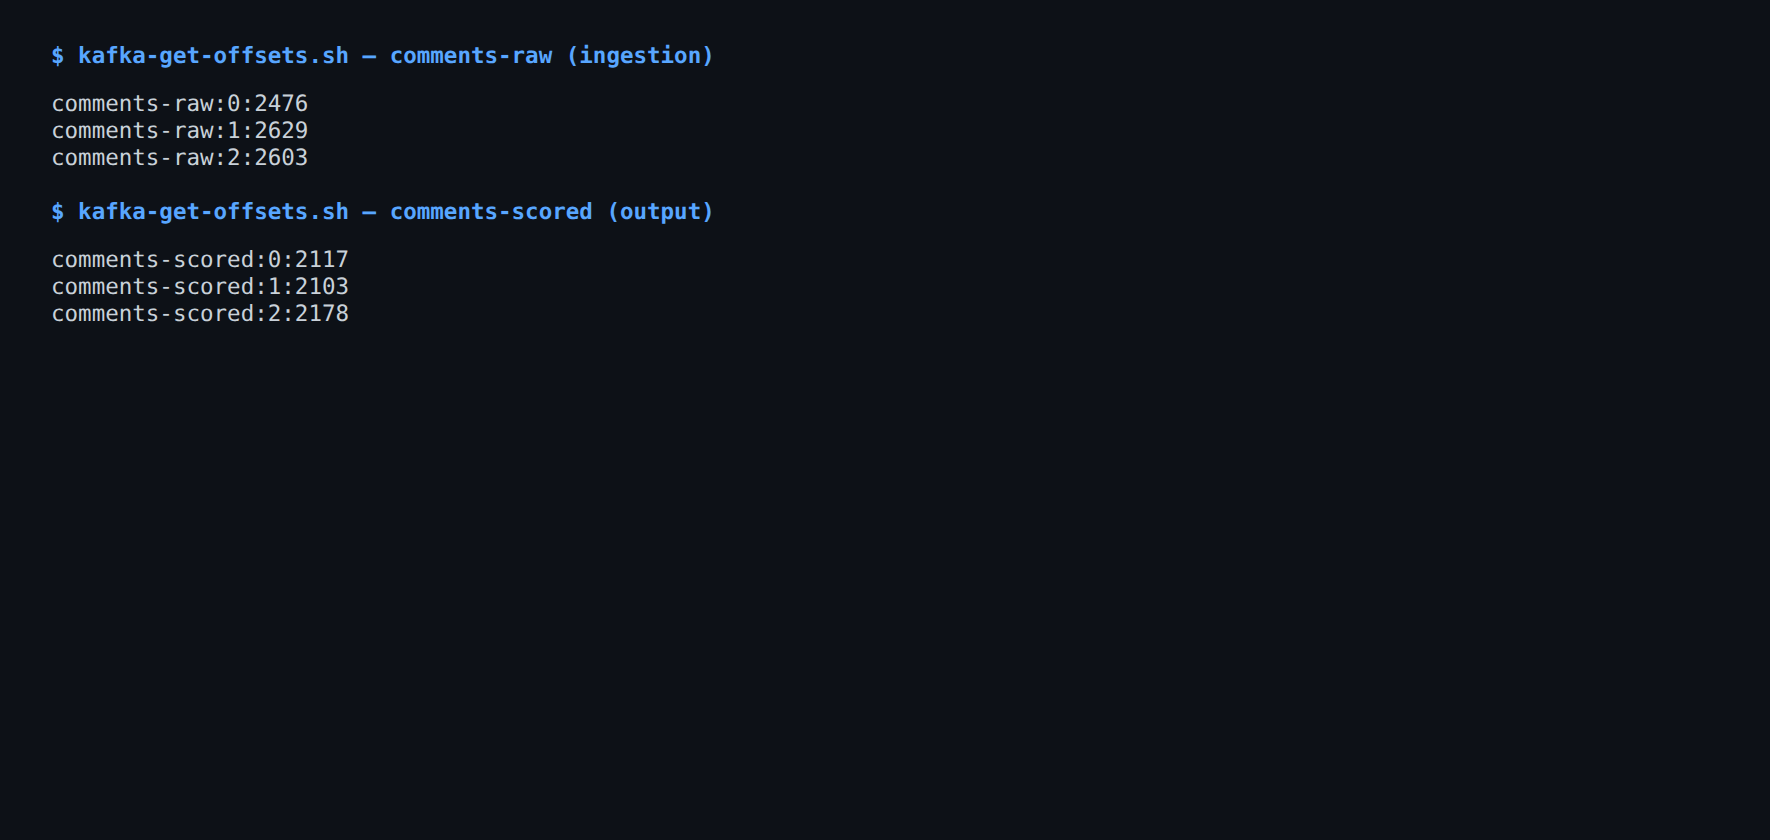 $ kafka-get-offsets.sh — comments-raw (ingestion)
comments-raw:0:2476
comments-raw:1:2629
comments-raw:2:2603
$ kafka-get-offsets.sh — comments-scored (output)
comments-scored:0:2117
comments-scored:1:2103
comments-scored:2:2178